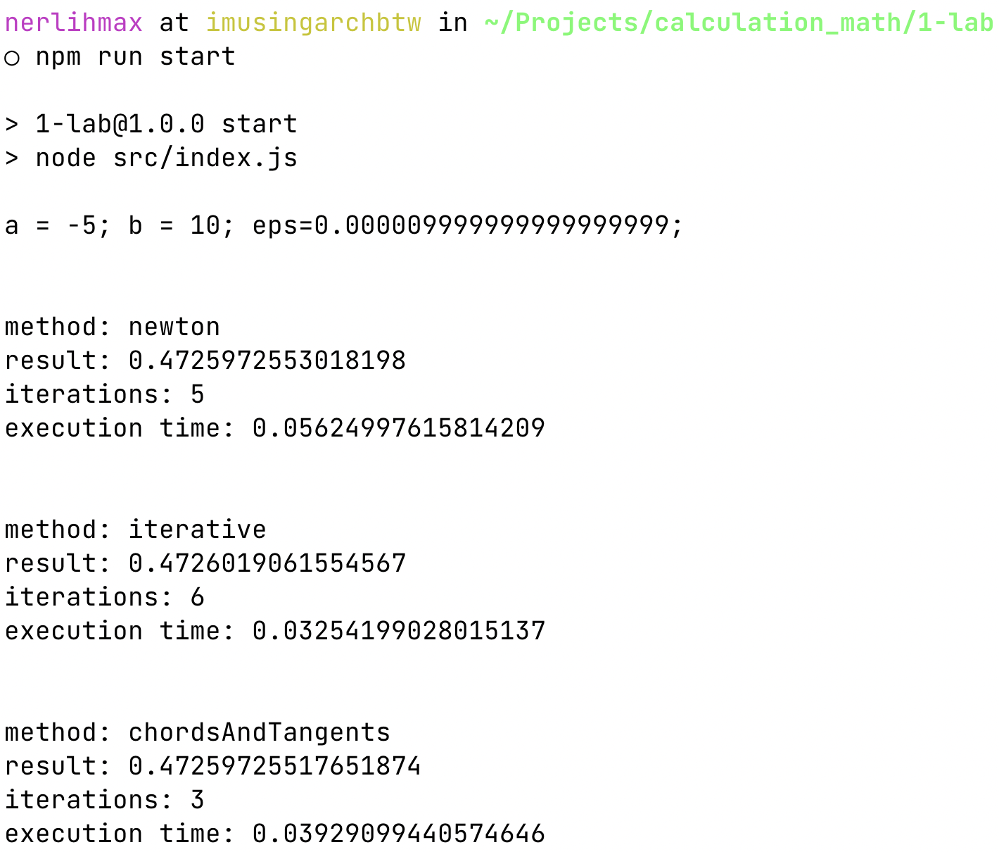 nerlihmax at imusingarchbtw in ~/Projects/calculation_math/1-lab
○ npm run start
> 1-lab@1.0.0 start
> node src/index.js
a = -5; b = 10; eps=0.000009999999999999999;
method: newton
result: 0.4725972553018198
iterations: 5
execution time: 0.05624997615814209
method: iterative
result: 0.4726019061554567
iterations: 6
execution time: 0.03254199028015137
method: chordsAndTangents
result: 0.47259725517651874
iterations: 3
execution time: 0.03929099440574646